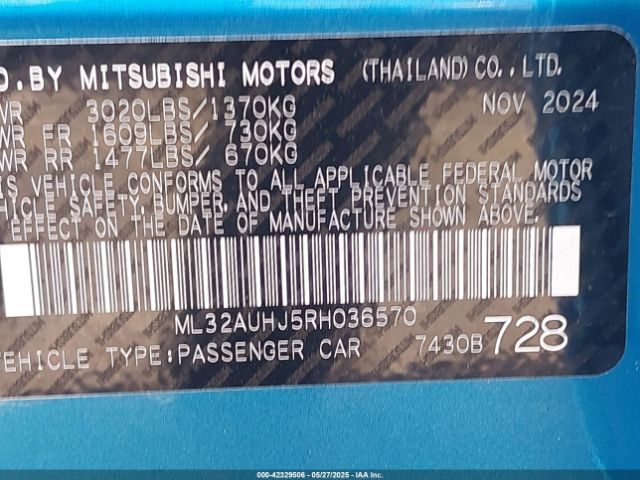 D. BY MITSUBISHI MOTORS (THAILAND) CO., LTD.
WR 3020LBS/1370KG NOV 2024
WR FR 1609LBS/ 730KG
WR RR 1477LBS/ 670KG
IS VEHICLE CONFORMS TO ALL APPLICABLE FEDERAL MOTOR
HICLE SAFETY, BUMPER, AND THEFT PREVENTION STANDARDS
EFFECT ON THE DATE OF MANUFACTURE SHOWN ABOVE.
ML32AUHJ5RH036570
VEHICLE TYPE:PASSENGER CAR 7430B 728
000-42329506 - 05/27/2025 - IAA Inc.